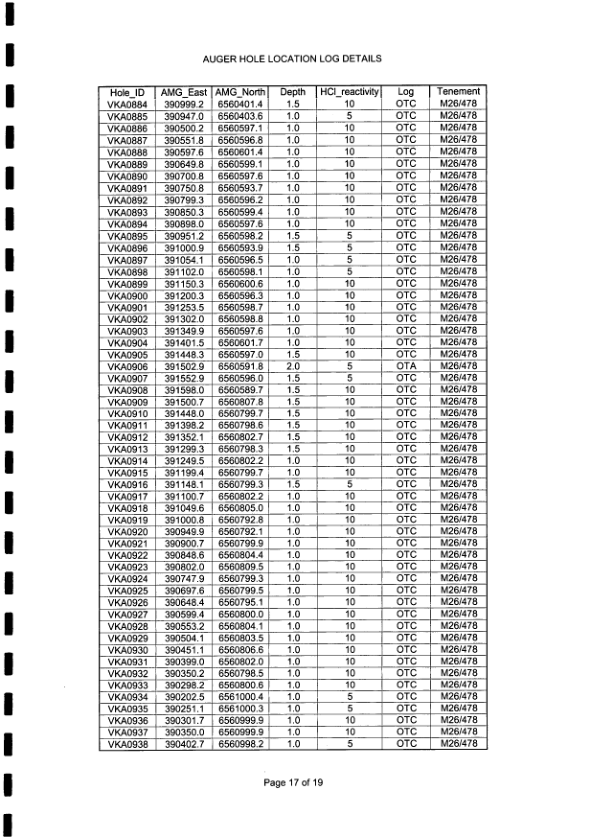 AUGER HOLE LOCATION LOG DETAILS
Hole_ID AMG_East AMG_North Depth HCl_reactivity Log Tenement
VKA0884 390999.2 6560401.4 1.5 10 OTC M26/478
VKA0885 390947.0 6560403.6 1.0 5 OTC M26/478
VKA0886 390500.2 6560597.1 1.0 10 OTC M26/478
VKA0887 390551.8 6560596.8 1.0 10 OTC M26/478
VKA0888 390597.6 6560601.4 1.0 10 OTC M26/478
VKA0889 390649.8 6560599.1 1.0 10 OTC M26/478
VKA0890 390700.8 6560597.6 1.0 10 OTC M26/478
VKA0891 390750.8 6560593.7 1.0 10 OTC M26/478
VKA0892 390799.3 6560596.2 1.0 10 OTC M26/478
VKA0893 390850.3 6560599.4 1.0 10 OTC M26/478
VKA0894 390898.0 6560597.6 1.0 10 OTC M26/478
VKA0895 390951.2 6560598.2 1.5 5 OTC M26/478
VKA0896 391000.9 6560593.9 1.5 5 OTC M26/478
VKA0897 391054.1 6560596.5 1.0 5 OTC M26/478
VKA0898 391102.0 6560598.1 1.0 5 OTC M26/478
VKA0899 391150.3 6560600.6 1.0 10 OTC M26/478
VKA0900 391200.3 6560596.3 1.0 10 OTC M26/478
VKA0901 391253.5 6560598.7 1.0 10 OTC M26/478
VKA0902 391302.0 6560598.8 1.0 10 OTC M26/478
VKA0903 391349.9 6560597.6 1.0 10 OTC M26/478
VKA0904 391401.5 6560601.7 1.0 10 OTC M26/478
VKA0905 391448.3 6560597.0 1.5 10 OTC M26/478
VKA0906 391502.9 6560591.8 2.0 5 OTA M26/478
VKA0907 391552.9 6560596.0 1.5 5 OTC M26/478
VKA0908 391598.0 6560589.7 1.5 10 OTC M26/478
VKA0909 391500.7 6560807.8 1.5 10 OTC M26/478
VKA0910 391448.0 6560799.7 1.5 10 OTC M26/478
VKA0911 391398.2 6560798.6 1.5 10 OTC M26/478
VKA0912 391352.1 6560802.7 1.5 10 OTC M26/478
VKA0913 391299.3 6560798.3 1.5 10 OTC M26/478
VKA0914 391249.5 6560802.2 1.0 10 OTC M26/478
VKA0915 391199.4 6560799.7 1.0 10 OTC M26/478
VKA0916 391148.1 6560799.3 1.5 5 OTC M26/478
VKA0917 391100.7 6560802.2 1.0 10 OTC M26/478
VKA0918 391049.6 6560805.0 1.0 10 OTC M26/478
VKA0919 391000.8 6560792.8 1.0 10 OTC M26/478
VKA0920 390949.9 6560792.1 1.0 10 OTC M26/478
VKA0921 390900.7 6560799.9 1.0 10 OTC M26/478
VKA0922 390848.6 6560804.4 1.0 10 OTC M26/478
VKA0923 390802.0 6560809.5 1.0 10 OTC M26/478
VKA0924 390747.9 6560799.3 1.0 10 OTC M26/478
VKA0925 390697.6 6560799.5 1.0 10 OTC M26/478
VKA0926 390648.4 6560795.1 1.0 10 OTC M26/478
VKA0927 390599.4 6560800.0 1.0 10 OTC M26/478
VKA0928 390553.2 6560804.1 1.0 10 OTC M26/478
VKA0929 390504.1 6560803.5 1.0 10 OTC M26/478
VKA0930 390451.1 6560806.6 1.0 10 OTC M26/478
VKA0931 390399.0 6560802.0 1.0 10 OTC M26/478
VKA0932 390350.2 6560798.5 1.0 10 OTC M26/478
VKA0933 390298.2 6560800.6 1.0 10 OTC M26/478
VKA0934 390202.5 6561000.4 1.0 5 OTC M26/478
VKA0935 390251.1 6561000.3 1.0 5 OTC M26/478
VKA0936 390301.7 6560999.9 1.0 10 OTC M26/478
VKA0937 390350.0 6560999.9 1.0 10 OTC M26/478
VKA0938 390402.7 6560998.2 1.0 5 OTC M26/478
Page 17 of 19